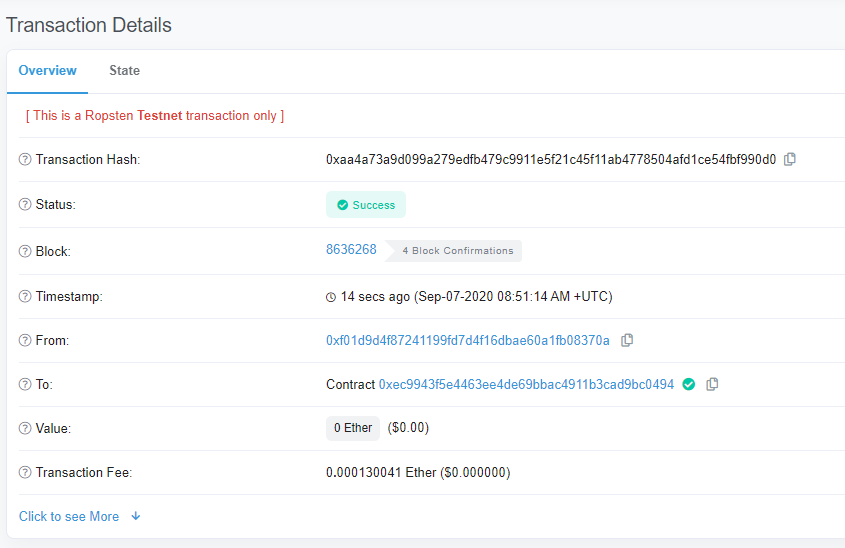 Transaction Details
Overview State
[ This is a Ropsten Testnet transaction only ]
Transaction Hash: 0xaa4a73a9d099a279edfb479c9911e5f21c45f11ab4778504afd1ce54fbf990d0
Status: Success
Block: 8636268 4 Block Confirmations
Timestamp: 14 secs ago (Sep-07-2020 08:51:14 AM +UTC)
From: 0xf01d9d4f87241199fd7d4f16dbae60a1fb08370a
To: Contract 0xec9943f5e4463ee4de69bbac4911b3cad9bc0494
Value: 0 Ether ($0.00)
Transaction Fee: 0.000130041 Ether ($0.000000)
Click to see More